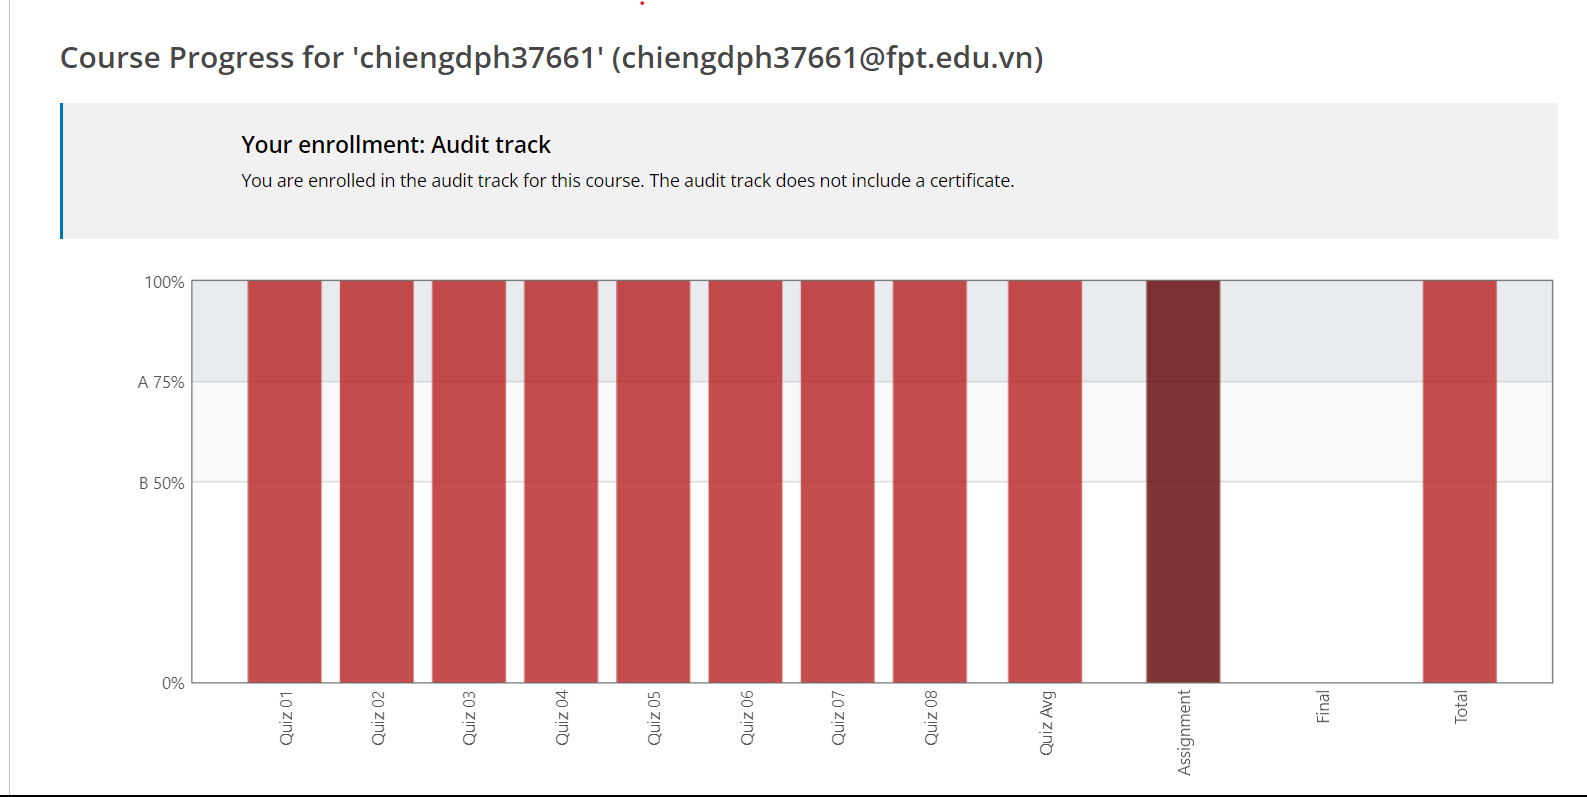 Course Progress for 'chiengdph37661' (chiengdph37661@fpt.edu.vn)
Your enrollment: Audit track
You are enrolled in the audit track for this course. The audit track does not include a certificate.
100%
A 75%
B 50%
0%
Quiz 01
Quiz 02
Quiz 03
Quiz 04
Quiz 05
Quiz 06
Quiz 07
Quiz 08
Quiz Avg
Assignment
Final
Total